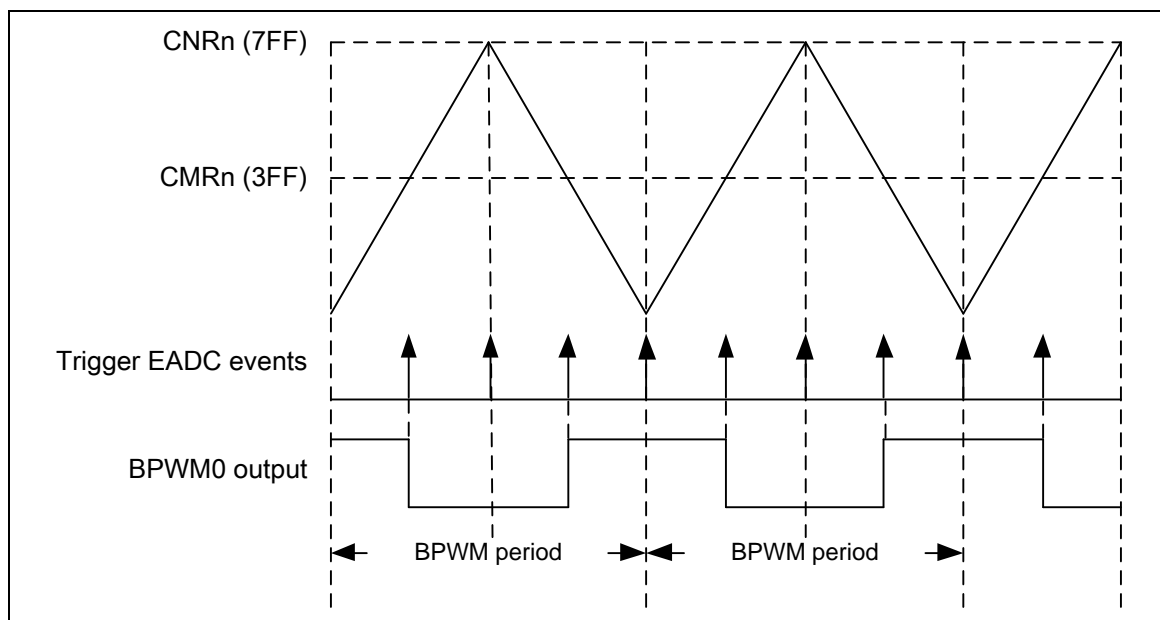 CNRn (7FF)
CMRn (3FF)
Trigger EADC events
BPWM0 output
BPWM period
BPWM period